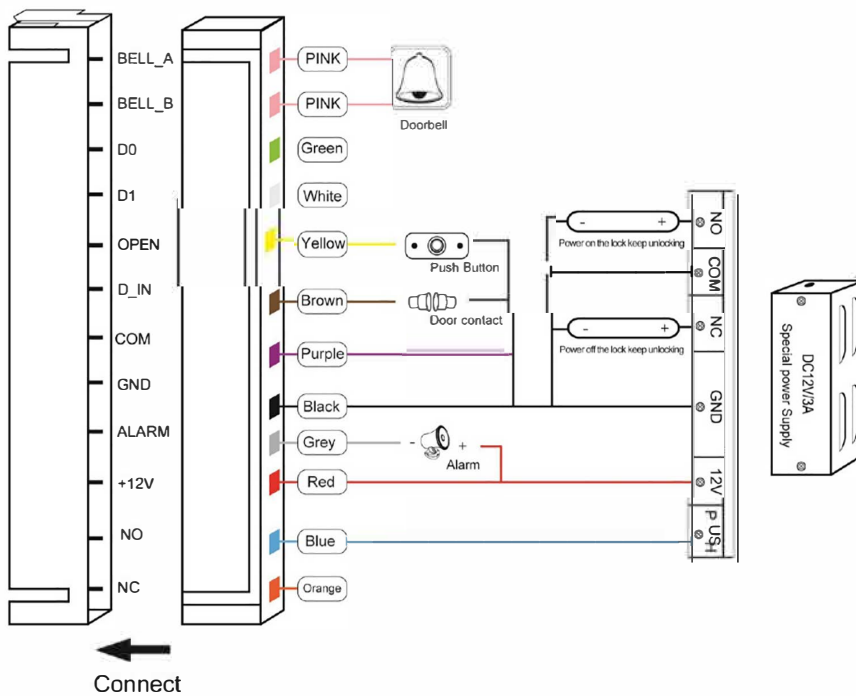 BELL_A
BELL_B
D0
D1
OPEN
D_IN
COM
GND
ALARM
+12V
NO
NC
PINK
PINK
Green
White
Yellow
Brown
Purple
Black
Grey
Red
Blue
Orange
Doorbell
Push Button
Door contact
- +
Alarm
- +
Power on the lock keep unlocking
- +
Power off the lock keep unlocking
NO
COM
NC
GND
12V
PUSH
DC12V/3A
Special power Supply
Connect